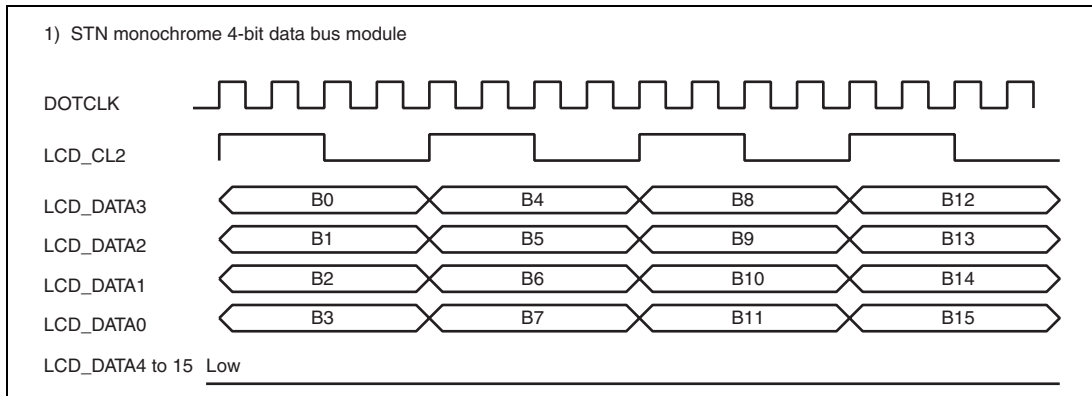 1) STN monochrome 4-bit data bus module
DOTCLK
LCD_CL2
LCD_DATA3 B0 B4 B8 B12
LCD_DATA2 B1 B5 B9 B13
LCD_DATA1 B2 B6 B10 B14
LCD_DATA0 B3 B7 B11 B15
LCD_DATA4 to 15 Low